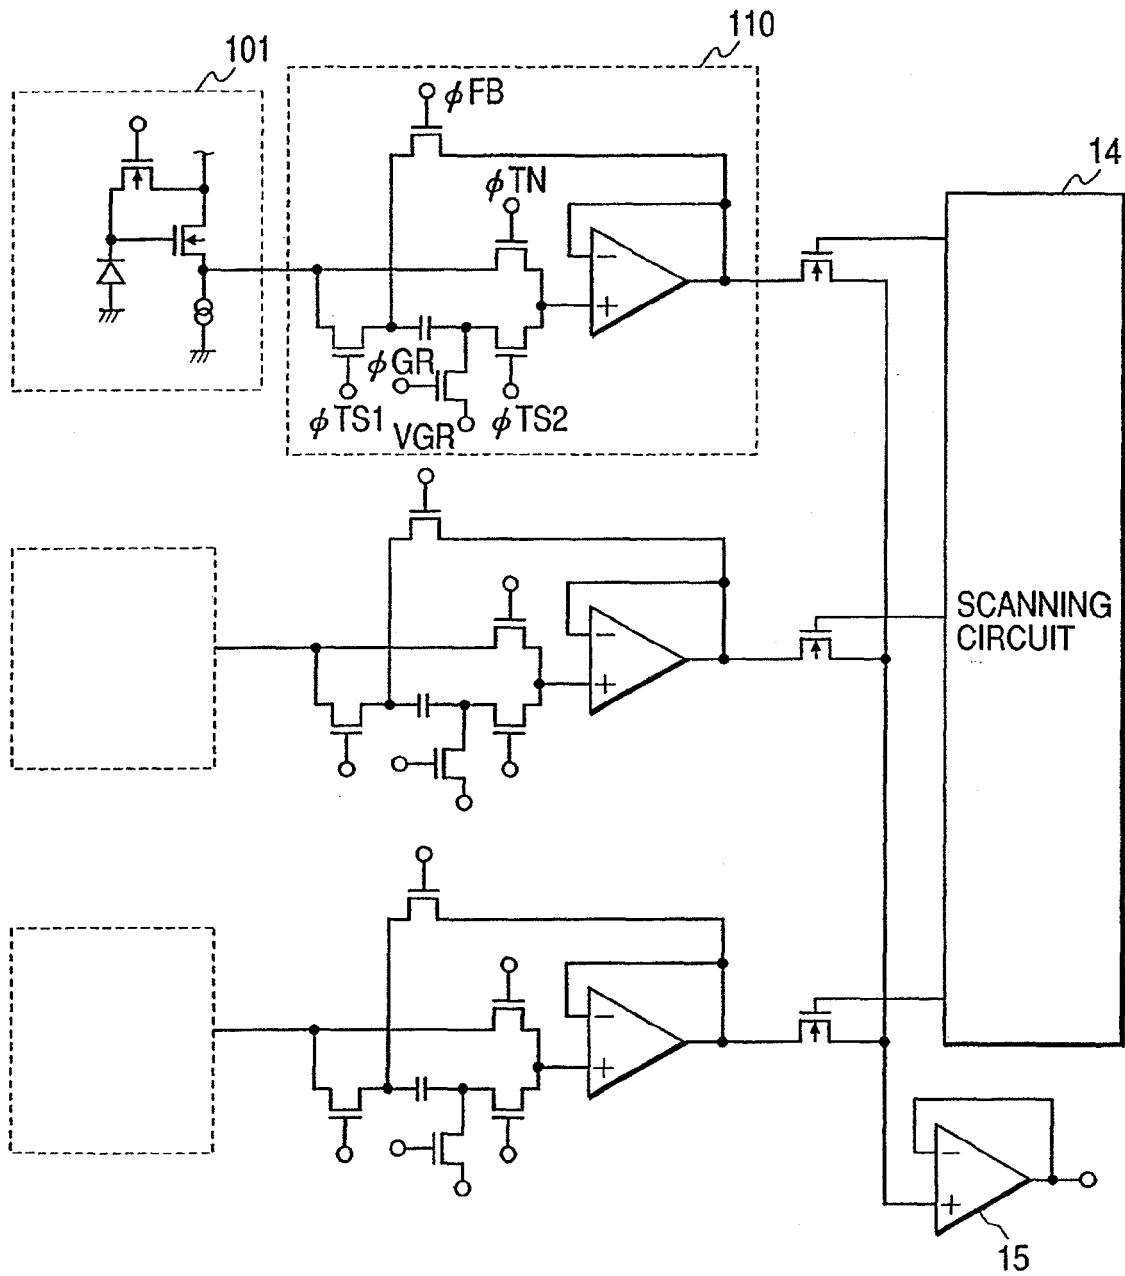 101
110
ϕFB
ϕTN
14
−
+
ϕGR
ϕTS1
VGR
ϕTS2
−
+
SCANNING
CIRCUIT
−
+
−
+
15